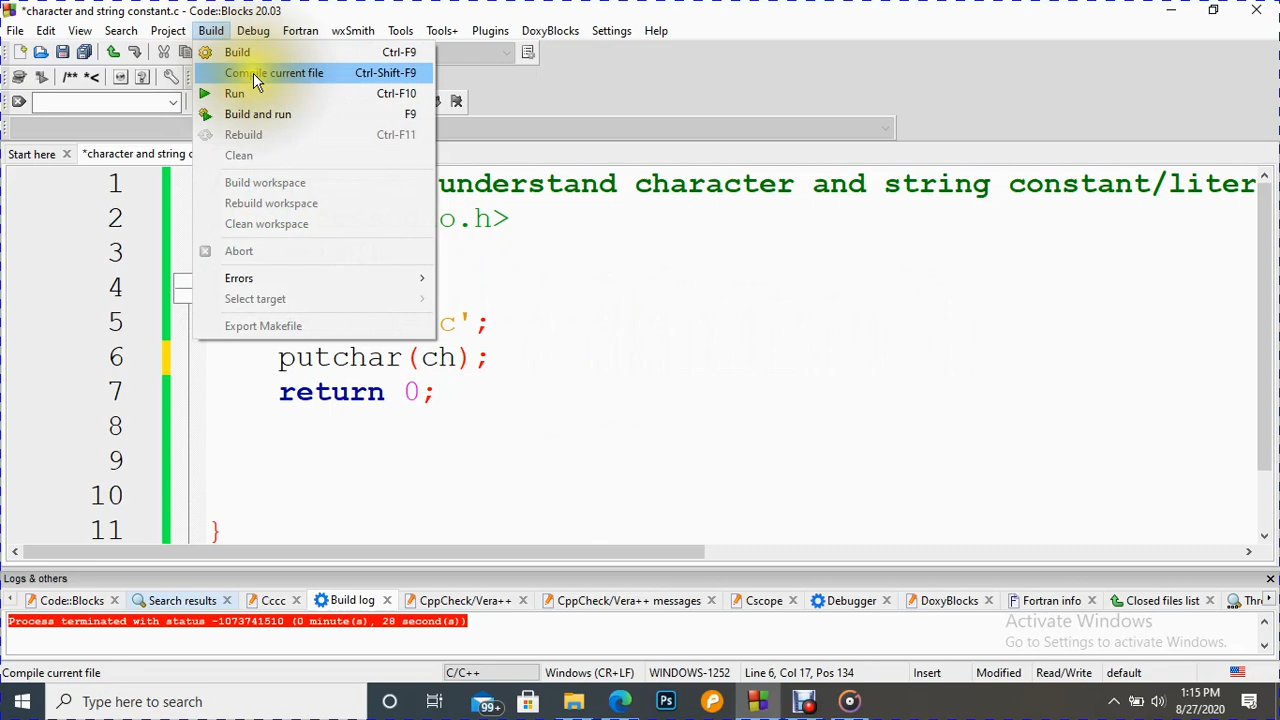 *character and string constant.c - Code::Blocks 20.03
File Edit View Search Project Build Debug Fortran wxSmith Tools Tools+ Plugins DoxyBlocks Settings Help
Build Ctrl-F9
Compile current file Ctrl-Shift-F9
/** *<
Run Ctrl-F10
Build and run F9
Rebuild Ctrl-F11
Start here *character and string c
Clean
Build workspace
Rebuild workspace
Clean workspace
Abort
Errors
Select target
Export Makefile
1 understand character and string constant/liter
2 o.h>
3
4
5 c';
6 putchar(ch);
7 return 0;
8
9
10
11 }
Logs & others
Code::Blocks Search results Cccc Build log CppCheck/Vera++ CppCheck/Vera++ messages Cscope Debugger DoxyBlocks Fortran info Closed files list Thr
Process terminated with status -1073741510 (0 minute(s), 28 second(s))
Activate Windows
Go to Settings to activate Windows.
Compile current file C/C++ Windows (CR+LF) WINDOWS-1252 Line 6, Col 17, Pos 134 Insert Modified Read/Write default
Type here to search 99+ Ps 1:15 PM
8/27/2020